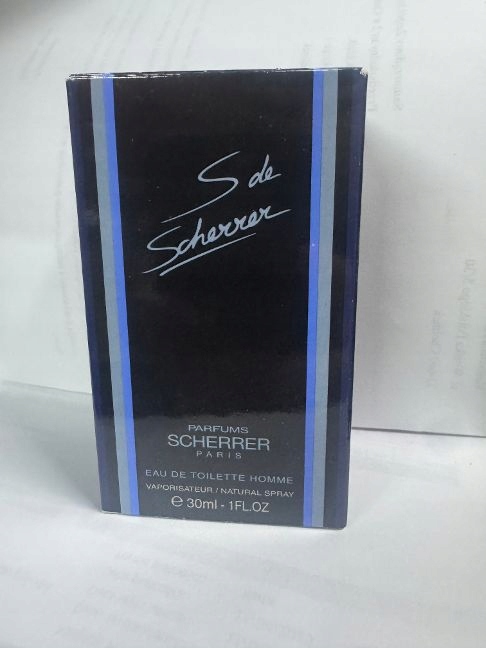 S de
Scherrer
PARFUMS
SCHERRER
PARIS
EAU DE TOILETTE HOMME
VAPORISATEUR / NATURAL SPRAY
℮ 30ml - 1FL.OZ